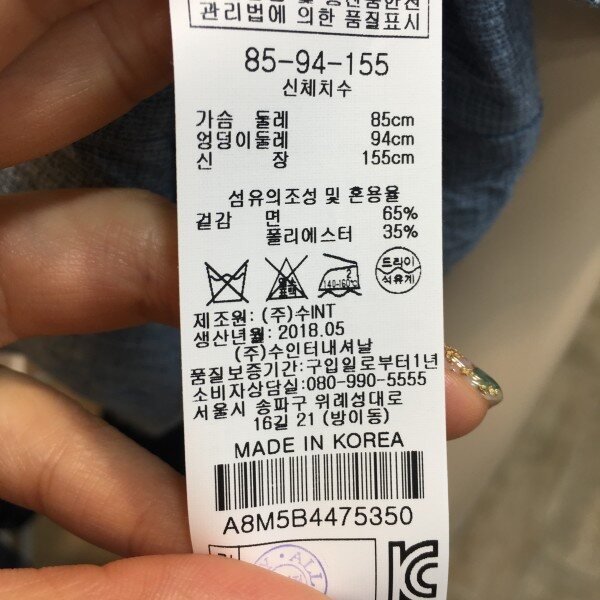 관리법에 의한 품질표시
85-94-155
신체치수
가슴 둘레 85cm
엉덩이둘레 94cm
신 장 155cm
섬유의조성 및 혼용율
겉감 면 65%
폴리에스터 35%
2
140-160℃
드라이
석유계
제조원: (주)수INT
생산년월: 2018.05
(주)수인터내셔날
품질보증기간:구입일로부터1년
소비자상담실:080-990-5555
서울시 송파구 위례성대로
16길 21 (방이동)
MADE IN KOREA
A8M5B4475350
ALL